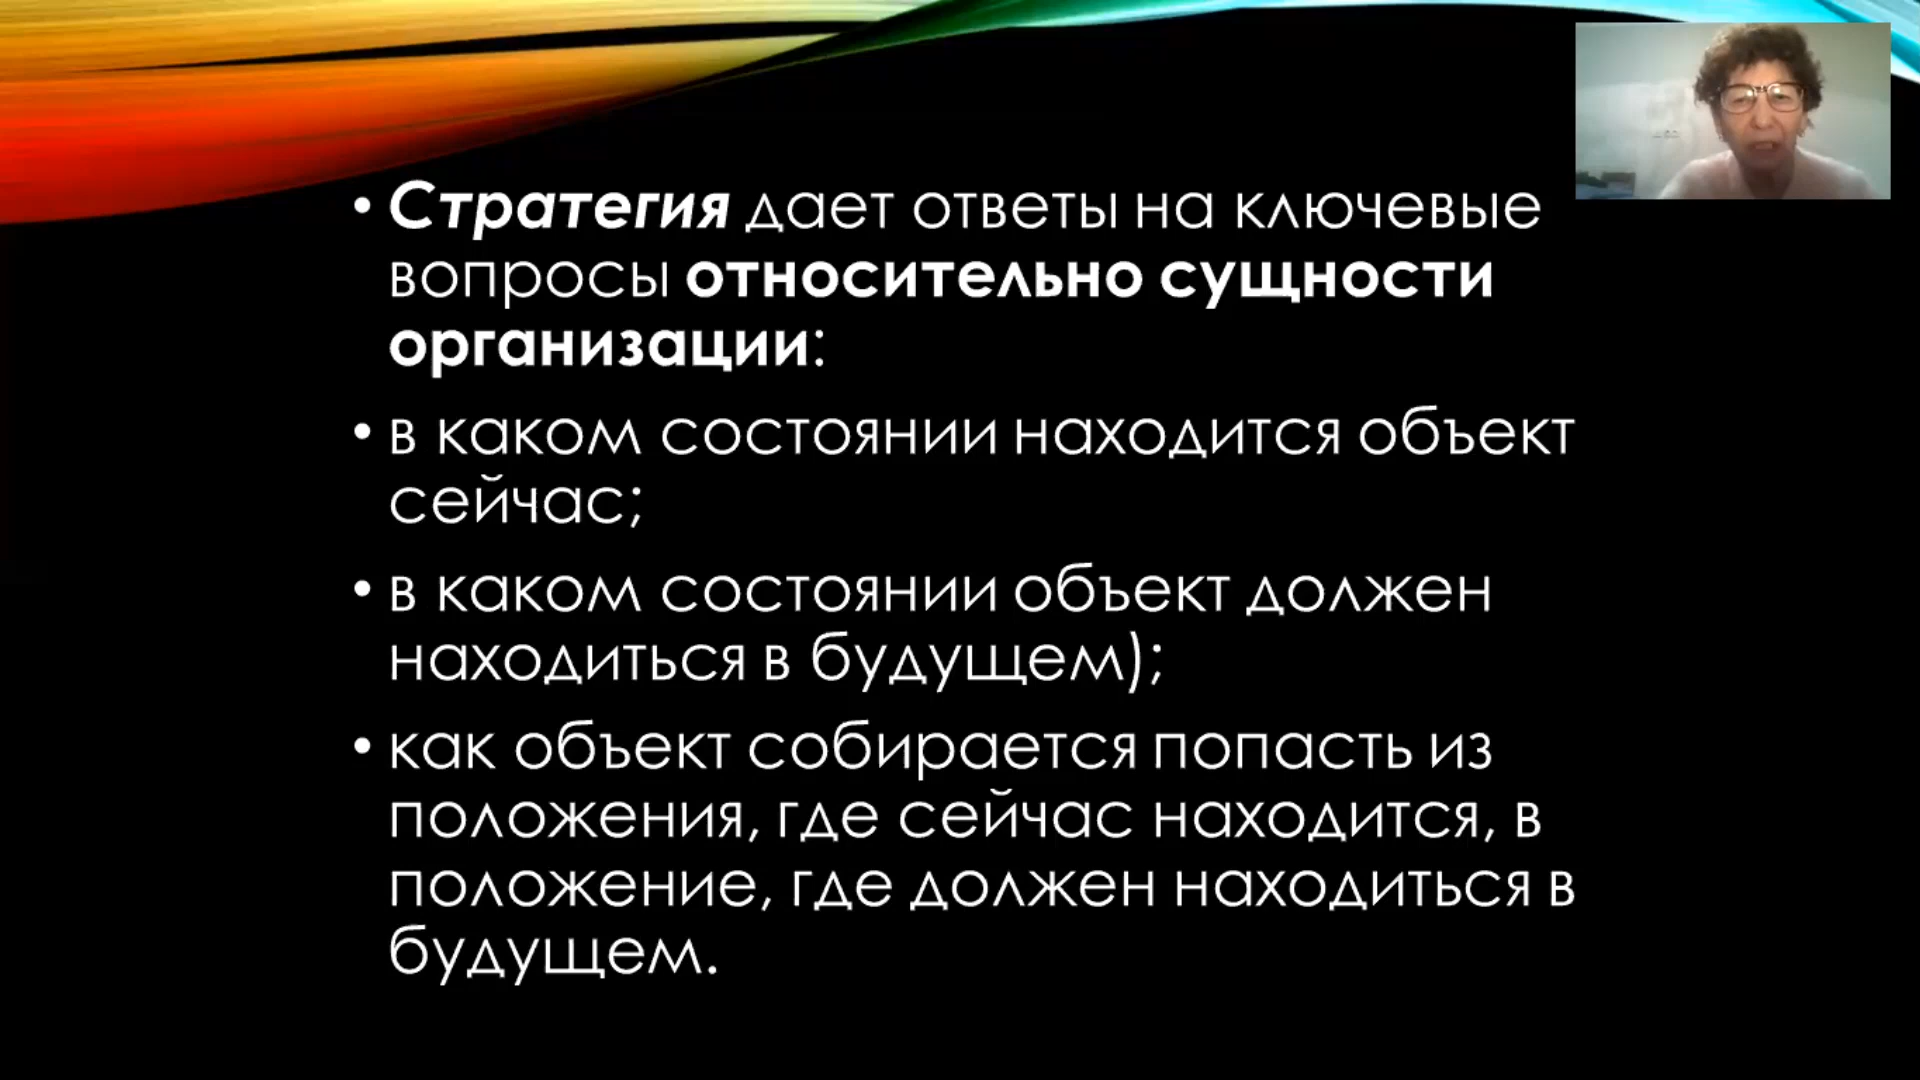 • Стратегия дает ответы на ключевые
вопросы относительно сущности
организации:
• в каком состоянии находится объект
сейчас;
• в каком состоянии объект должен
находиться в будущем);
• как объект собирается попасть из
положения, где сейчас находится, в
положение, где должен находиться в
будущем.